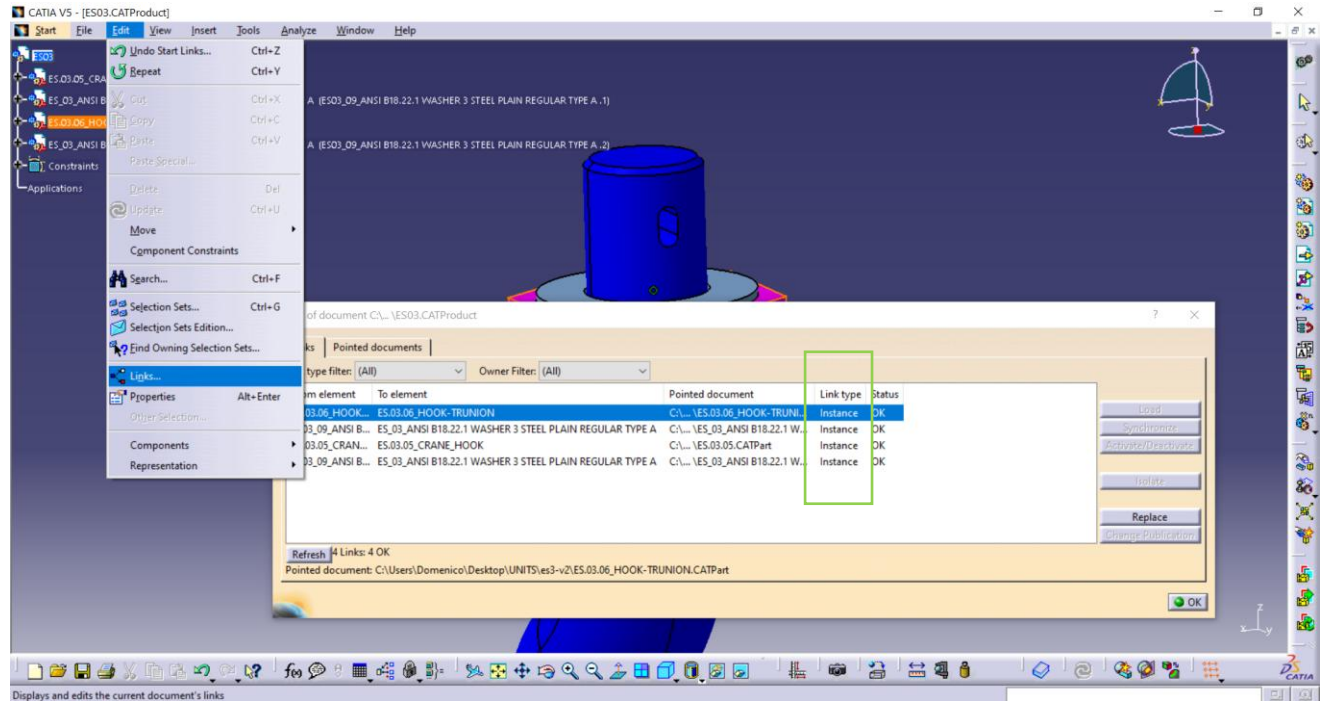 CATIA V5 - [ES03.CATProduct]
Start File Edit View Insert Tools Analyze Window Help
ES03
ES.03.05_CRA
ES_03_ANSI B
ES.03.06_HOO
ES_03_ANSI B
Constraints
Applications
A (ES03_09_ANSI B18.22.1 WASHER 3 STEEL PLAIN REGULAR TYPE A .1)
A (ES03_09_ANSI B18.22.1 WASHER 3 STEEL PLAIN REGULAR TYPE A .2)
Undo Start Links... Ctrl+Z
Repeat Ctrl+Y
Cut Ctrl+X
Copy Ctrl+C
Paste Ctrl+V
Paste Special...
Delete Del
Update Ctrl+U
Move
Component Constraints
Search... Ctrl+F
Selection Sets... Ctrl+G
Selection Sets Edition...
Find Owning Selection Sets...
Links...
Properties Alt+Enter
Other Selection...
Components
Representation
of document C:\... \ES03.CATProduct ?
ks Pointed documents
type filter: (All) Owner Filter: (All)
om element To element Pointed document Link type Status
03.06_HOOK... ES.03.06_HOOK-TRUNION C:\... \ES.03.06_HOOK-TRUNI... Instance OK
03_09_ANSI B... ES_03_ANSI B18.22.1 WASHER 3 STEEL PLAIN REGULAR TYPE A C:\... \ES_03_ANSI B18.22.1 W... Instance OK
03.05_CRAN... ES.03.05_CRANE_HOOK C:\... \ES.03.05.CATPart Instance OK
03_09_ANSI B... ES_03_ANSI B18.22.1 WASHER 3 STEEL PLAIN REGULAR TYPE A C:\... \ES_03_ANSI B18.22.1 W... Instance OK
Load
Synchronize
Activate/Deactivate
Isolate
Replace
Change Publication
Refresh 4 Links: 4 OK
Pointed document: C:\Users\Domenico\Desktop\UNITS\es3-v2\ES.03.06_HOOK-TRUNION.CATPart
OK
z
x y
CATIA
Displays and edits the current document's links